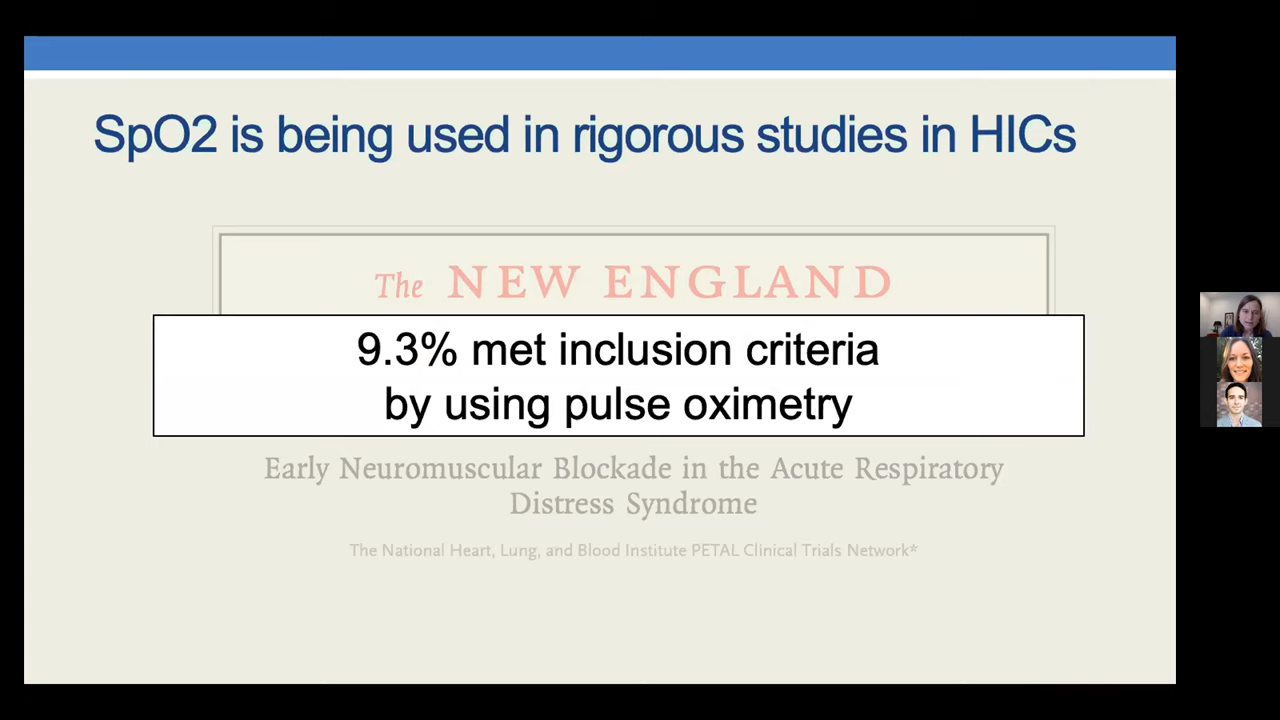 SpO2 is being used in rigorous studies in HICs
The NEW ENGLAND
9.3% met inclusion criteria
by using pulse oximetry
Early Neuromuscular Blockade in the Acute Respiratory
Distress Syndrome
The National Heart, Lung, and Blood Institute PETAL Clinical Trials Network*